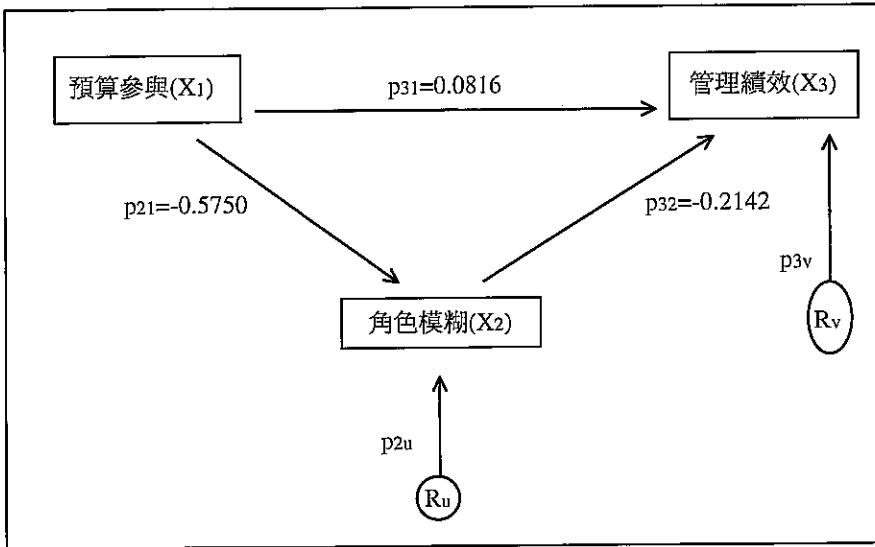 預算參與(X1)
p31=0.0816
管理績效(X3)
p21=-0.5750
p32=-0.2142
p3v
角色模糊(X2)
Rv
p2u
Ru